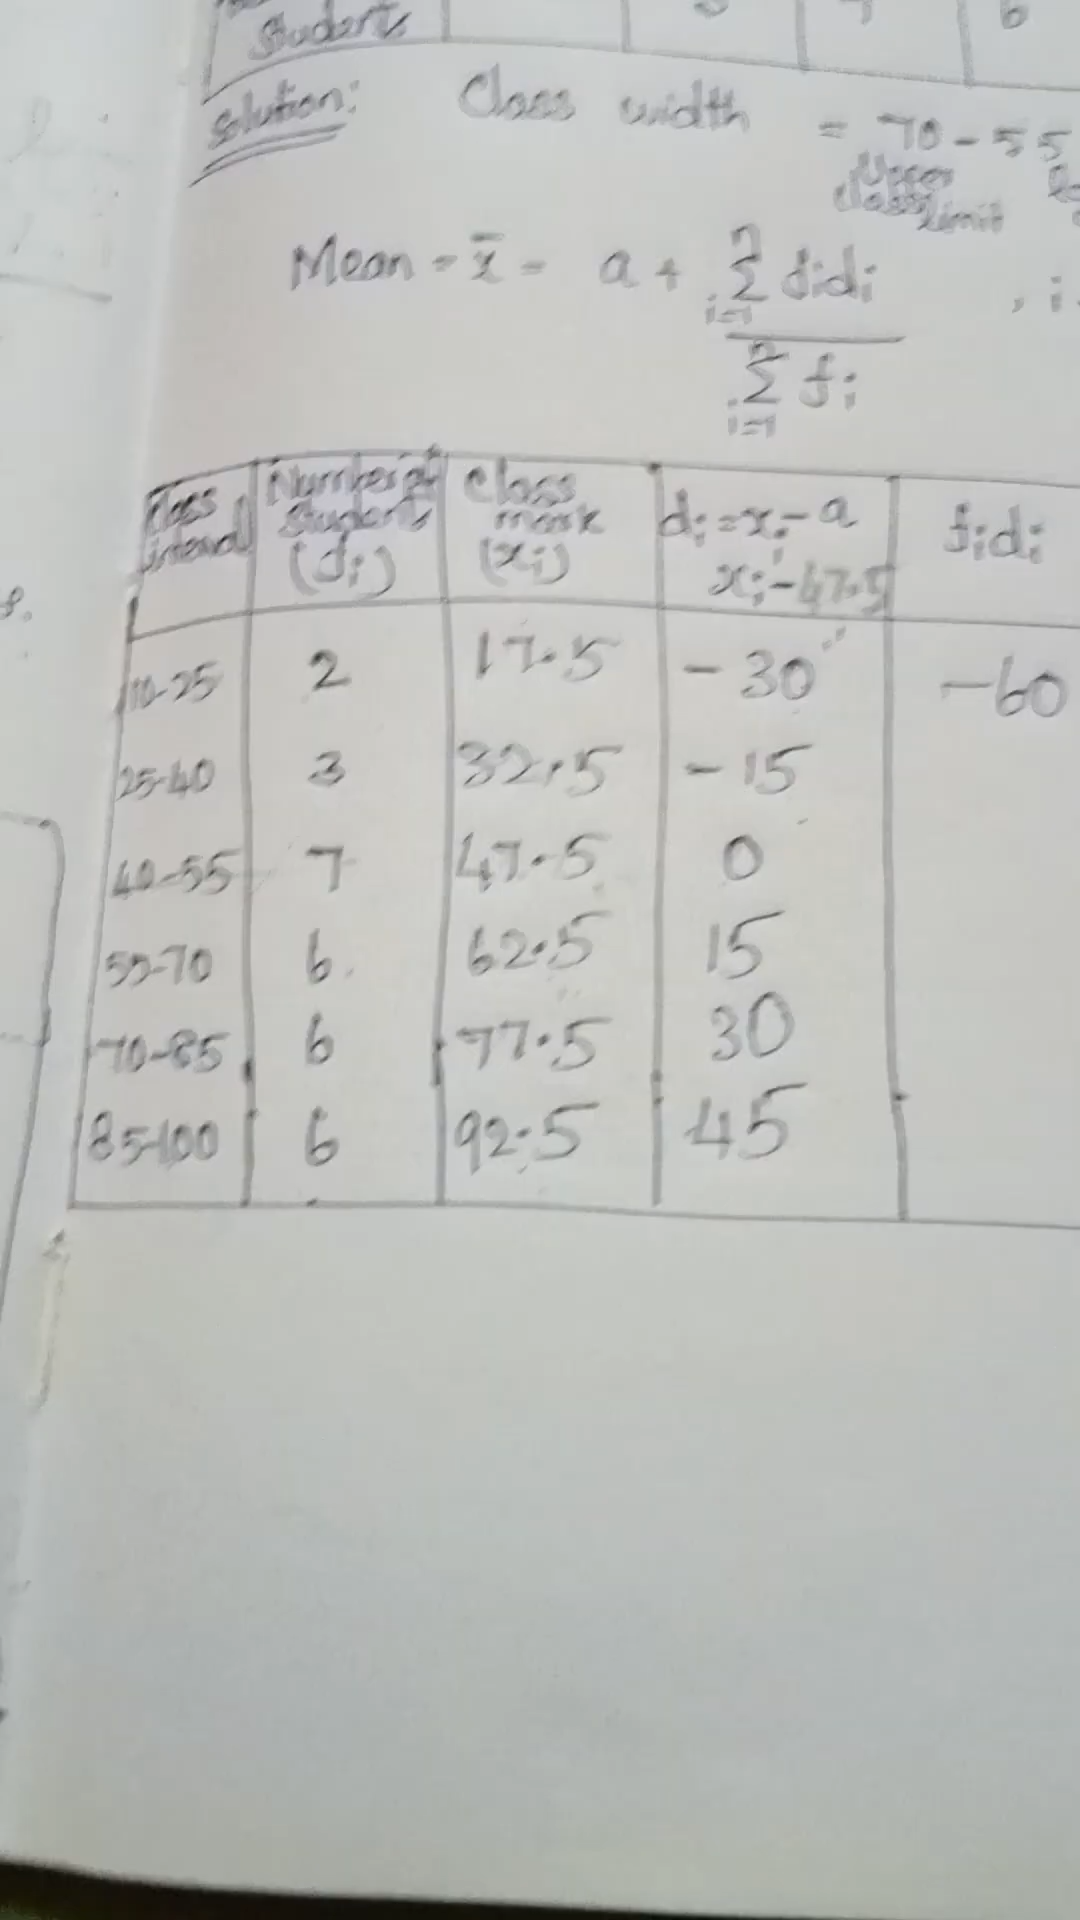 Students 6
Solution: Class width = 70 - 55
Upper class limit
Mean = x̄ = a + Σ fidi
i=1 n
Σ fi
i=1 n
Class interval Number of Students (fi) Class mark (xi) di = xi - a xi - 47.5 fidi
10-25 2 17.5 - 30 -60
25-40 3 32.5 - 15
40-55 7 47.5 0
55-70 6 62.5 15
70-85 6 77.5 30
85-100 6 92.5 45